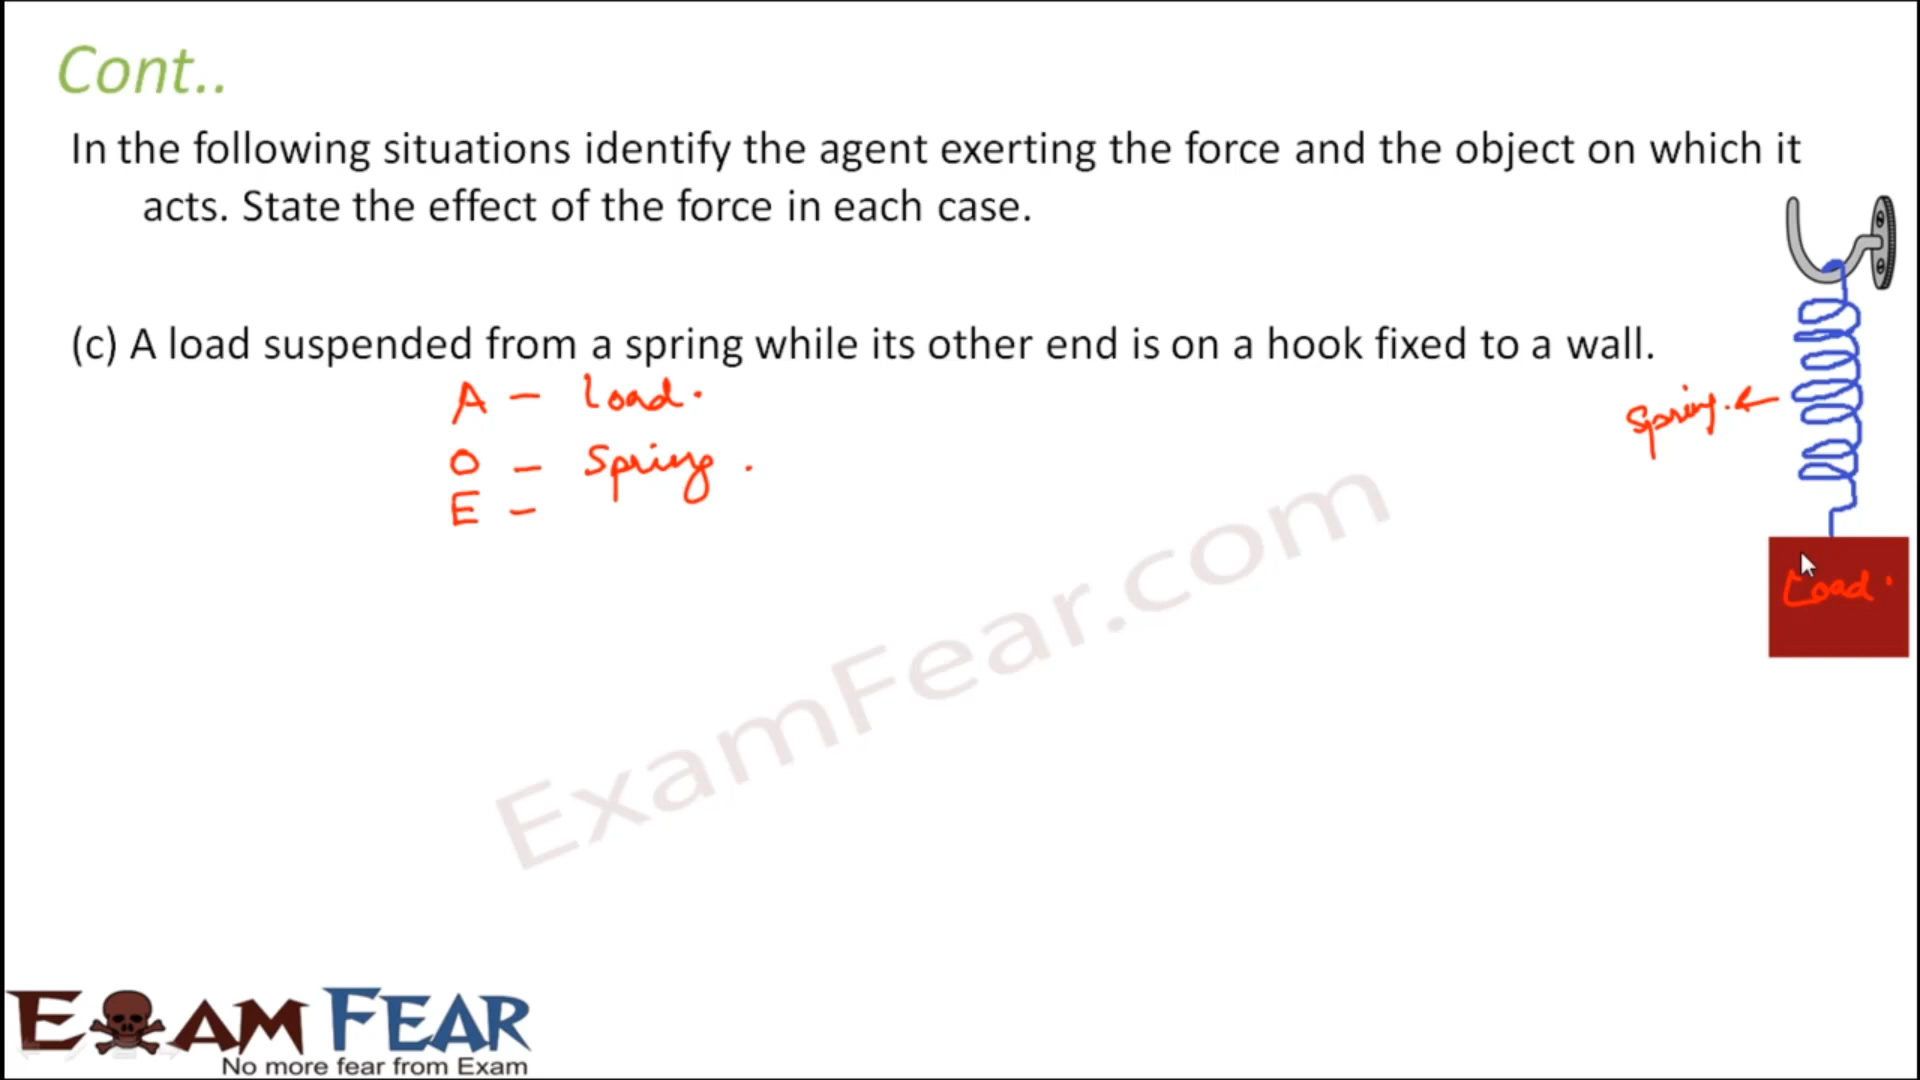 Cont..
In the following situations identify the agent exerting the force and the object on which it
acts. State the effect of the force in each case.
(c) A load suspended from a spring while its other end is on a hook fixed to a wall.
A – load.
O – Spring.
E –
Spring. ←
Load.
ExamFear.com
EXAM FEAR
No more fear from Exam